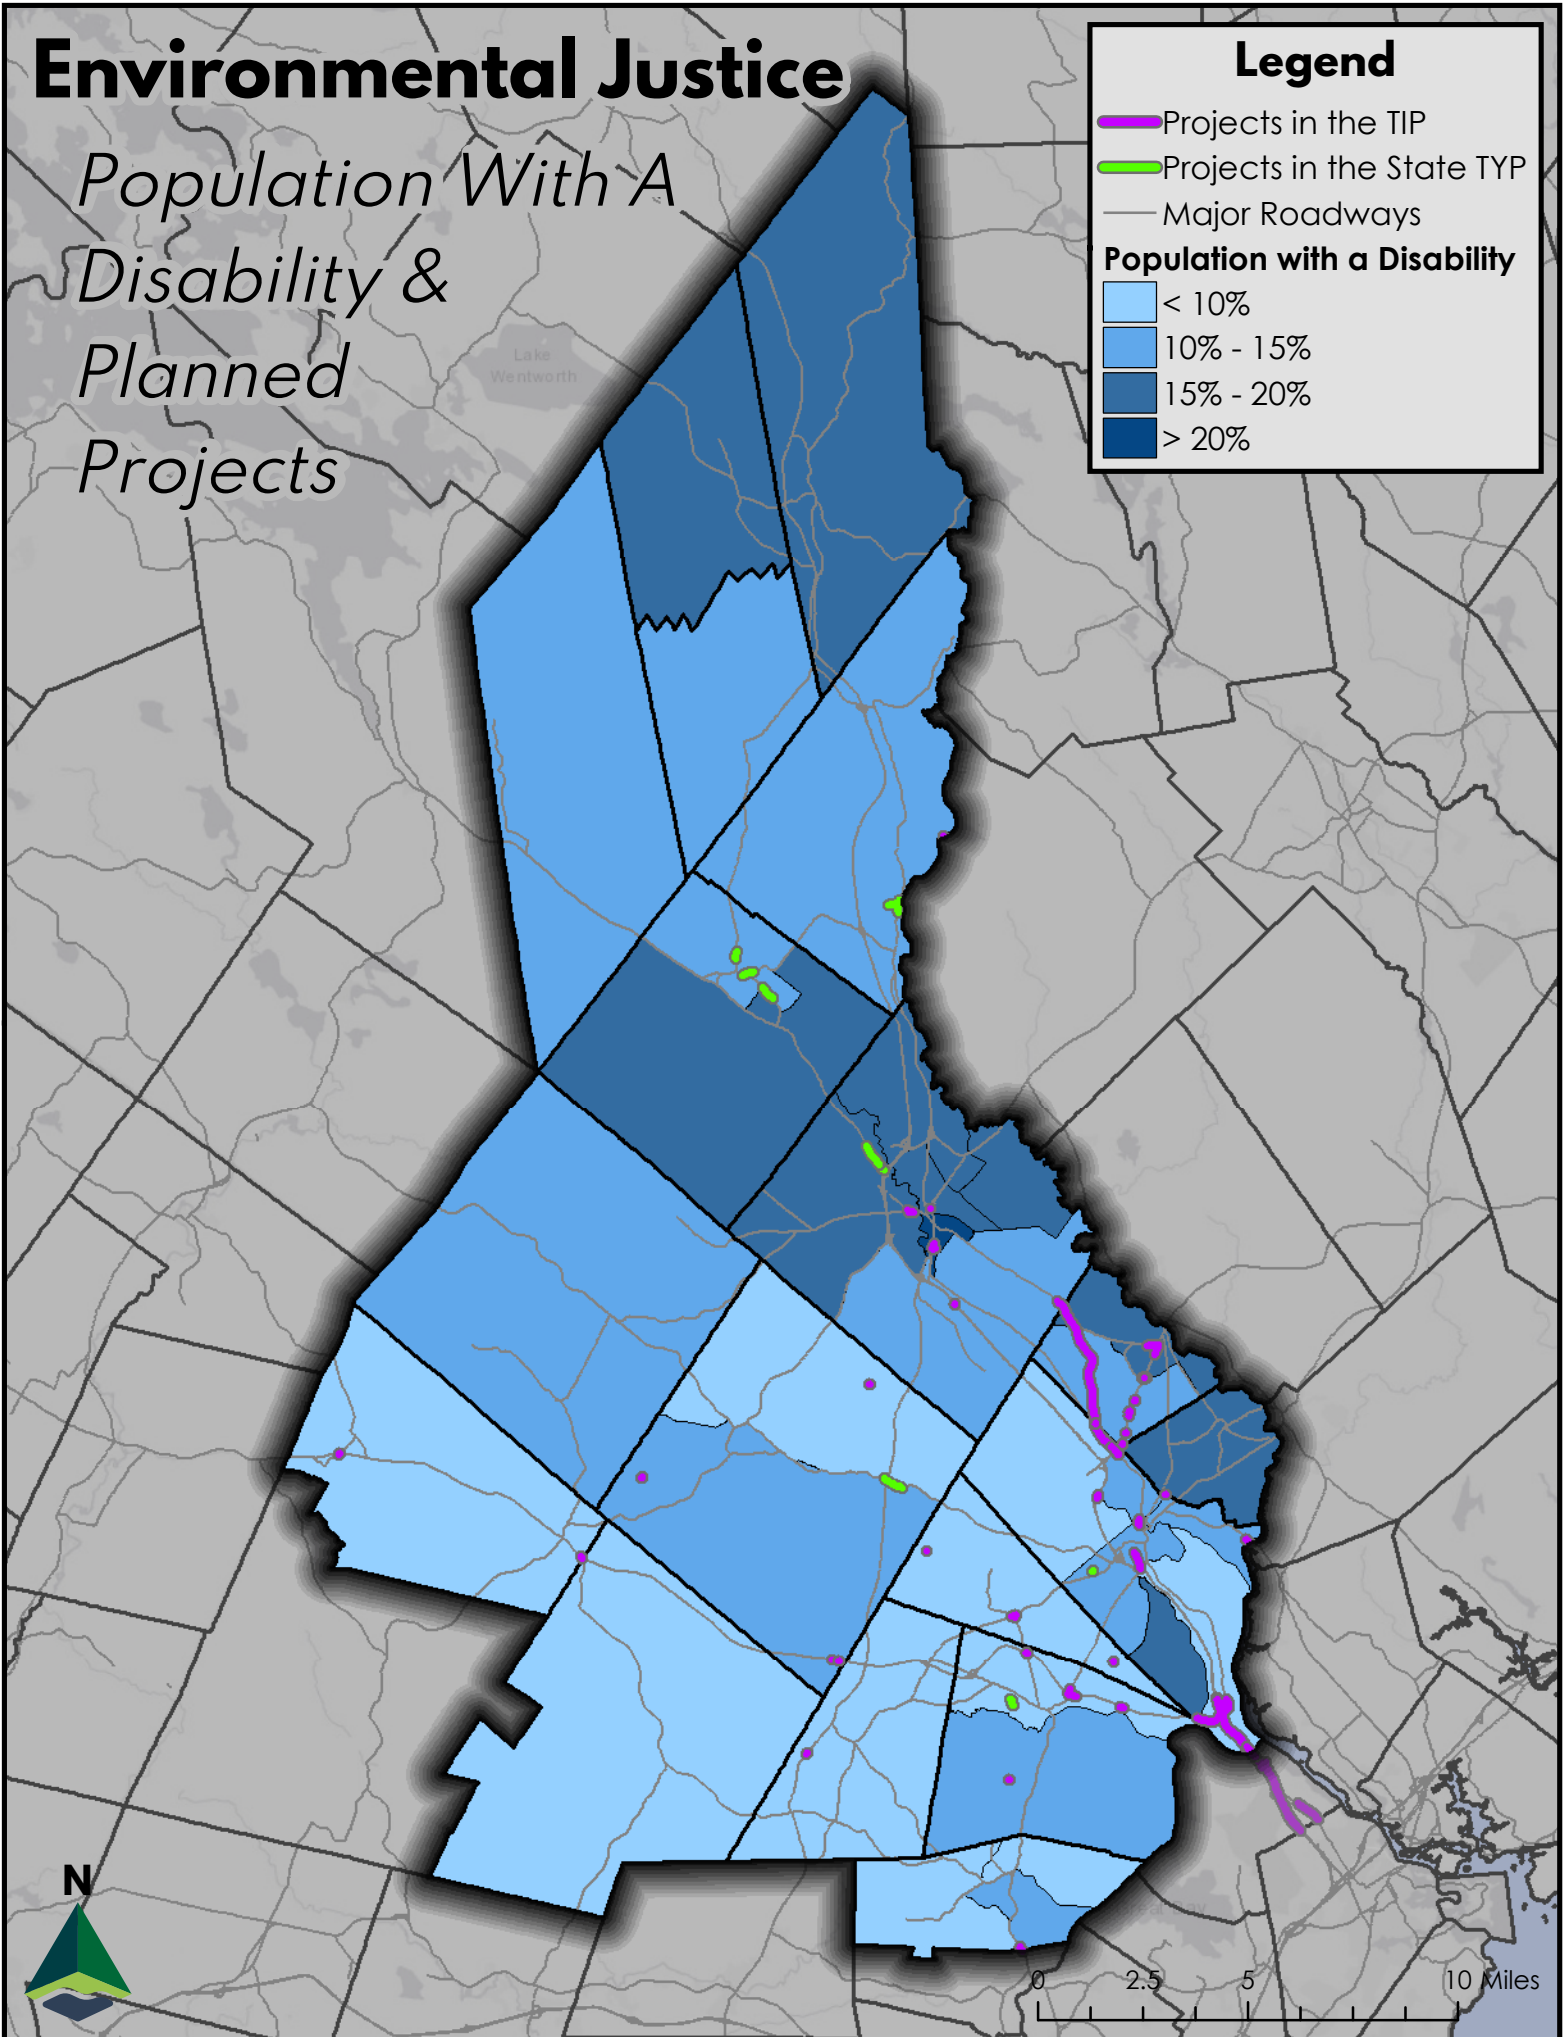 Environmental Justice
Population With A
Disability &
Planned
Projects
Legend
Projects in the TIP
Projects in the State TYP
Major Roadways
Population with a Disability
< 10%
10% - 15%
15% - 20%
> 20%
Lake
Wentworth
N
0 2.5 5 10 Miles